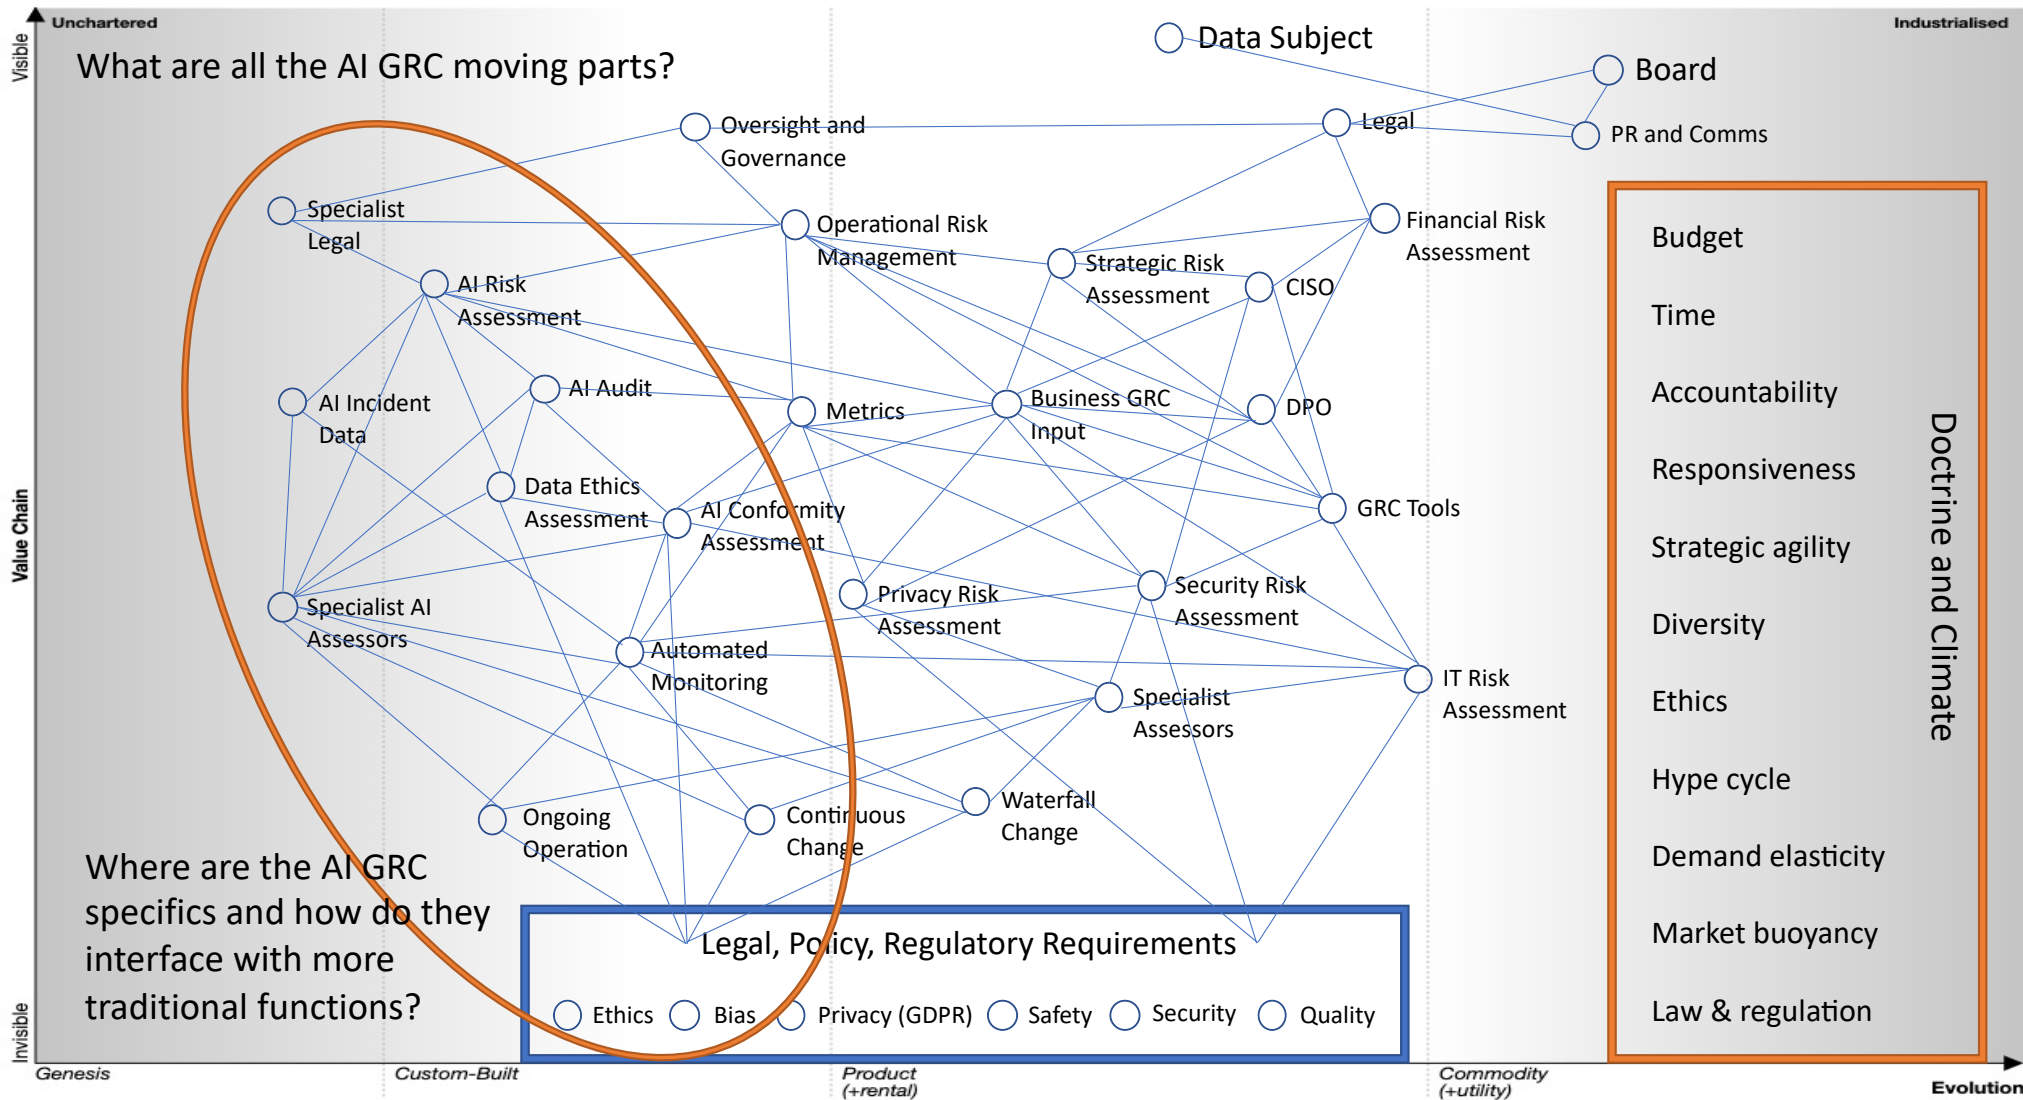 Unchartered
Industrialised
Visible
What are all the AI GRC moving parts?
Data Subject
Board
Oversight and
Governance
Legal
PR and Comms
Specialist
Legal
Operational Risk
Management
Financial Risk
Assessment
Strategic Risk
Assessment
CISO
AI Risk
Assessment
AI Incident
Data
AI Audit
Metrics
Business GRC
Input
DPO
Data Ethics
Assessment
AI Conformity
Assessment
GRC Tools
Value Chain
Specialist AI
Assessors
Privacy Risk
Assessment
Security Risk
Assessment
Automated
Monitoring
Specialist
Assessors
IT Risk
Assessment
Ongoing
Operation
Continuous
Change
Waterfall
Change
Where are the AI GRC
specifics and how do they
interface with more
traditional functions?
Legal, Policy, Regulatory Requirements
Ethics
Bias
Privacy (GDPR)
Safety
Security
Quality
Budget
Time
Accountability
Responsiveness
Strategic agility
Diversity
Ethics
Hype cycle
Demand elasticity
Market buoyancy
Law & regulation
Doctrine and Climate
Invisible
Genesis
Custom-Built
Product
(+rental)
Commodity
(+utility)
Evolution